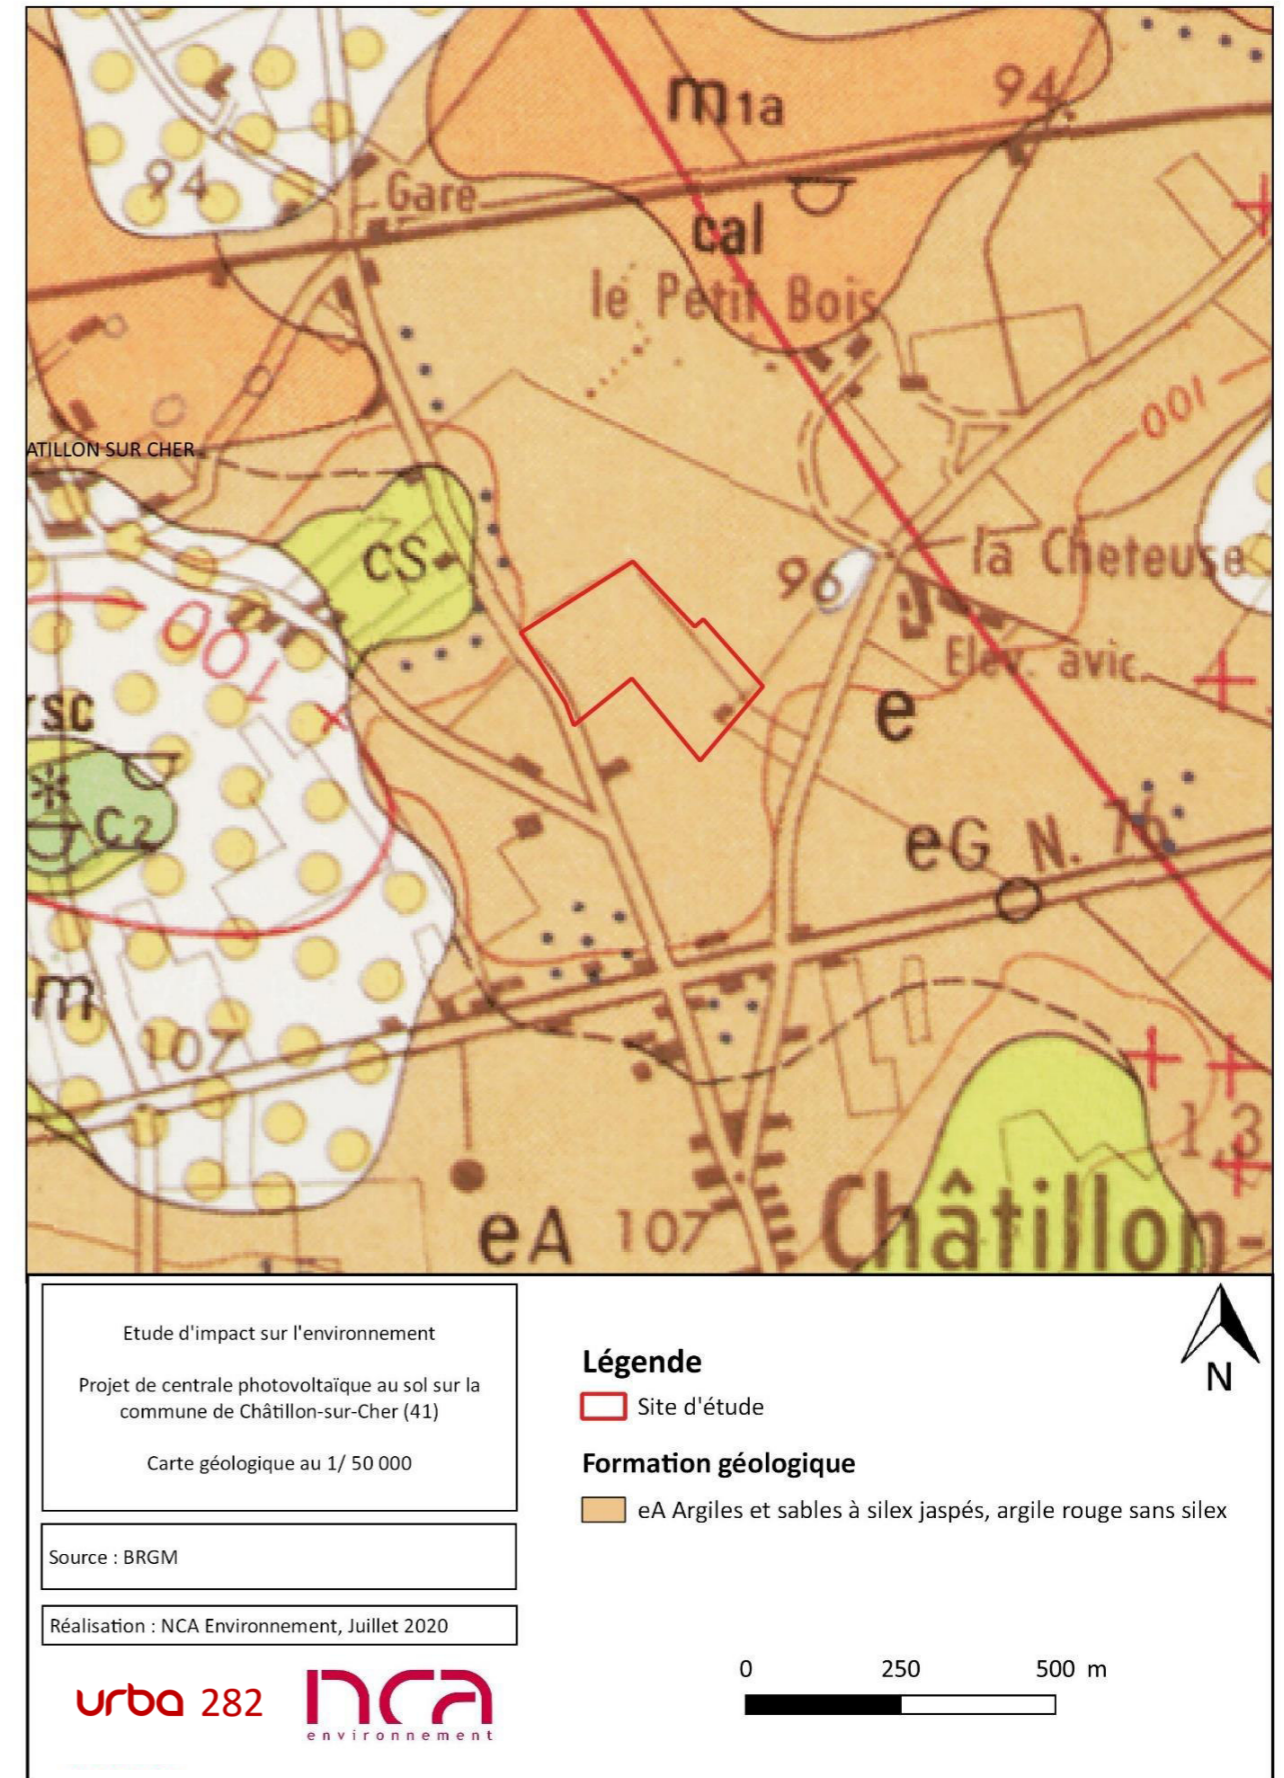 m1a
94
94
Gare
cal
le Petit Bois
100
ATILLON SUR CHER
cs
96
la Cheteuse
100
Elev. avic.
e
rsc
C2
eG
N. 76
m
107
113
eA
107
Châtillon-
Etude d'impact sur l'environnement
Projet de centrale photovoltaïque au sol sur la
commune de Châtillon-sur-Cher (41)
Carte géologique au 1/ 50 000
Source : BRGM
Réalisation : NCA Environnement, Juillet 2020
urba 282
nca
environnement
Légende
Site d'étude
Formation géologique
eA Argiles et sables à silex jaspés, argile rouge sans silex
N
0 250 500 m